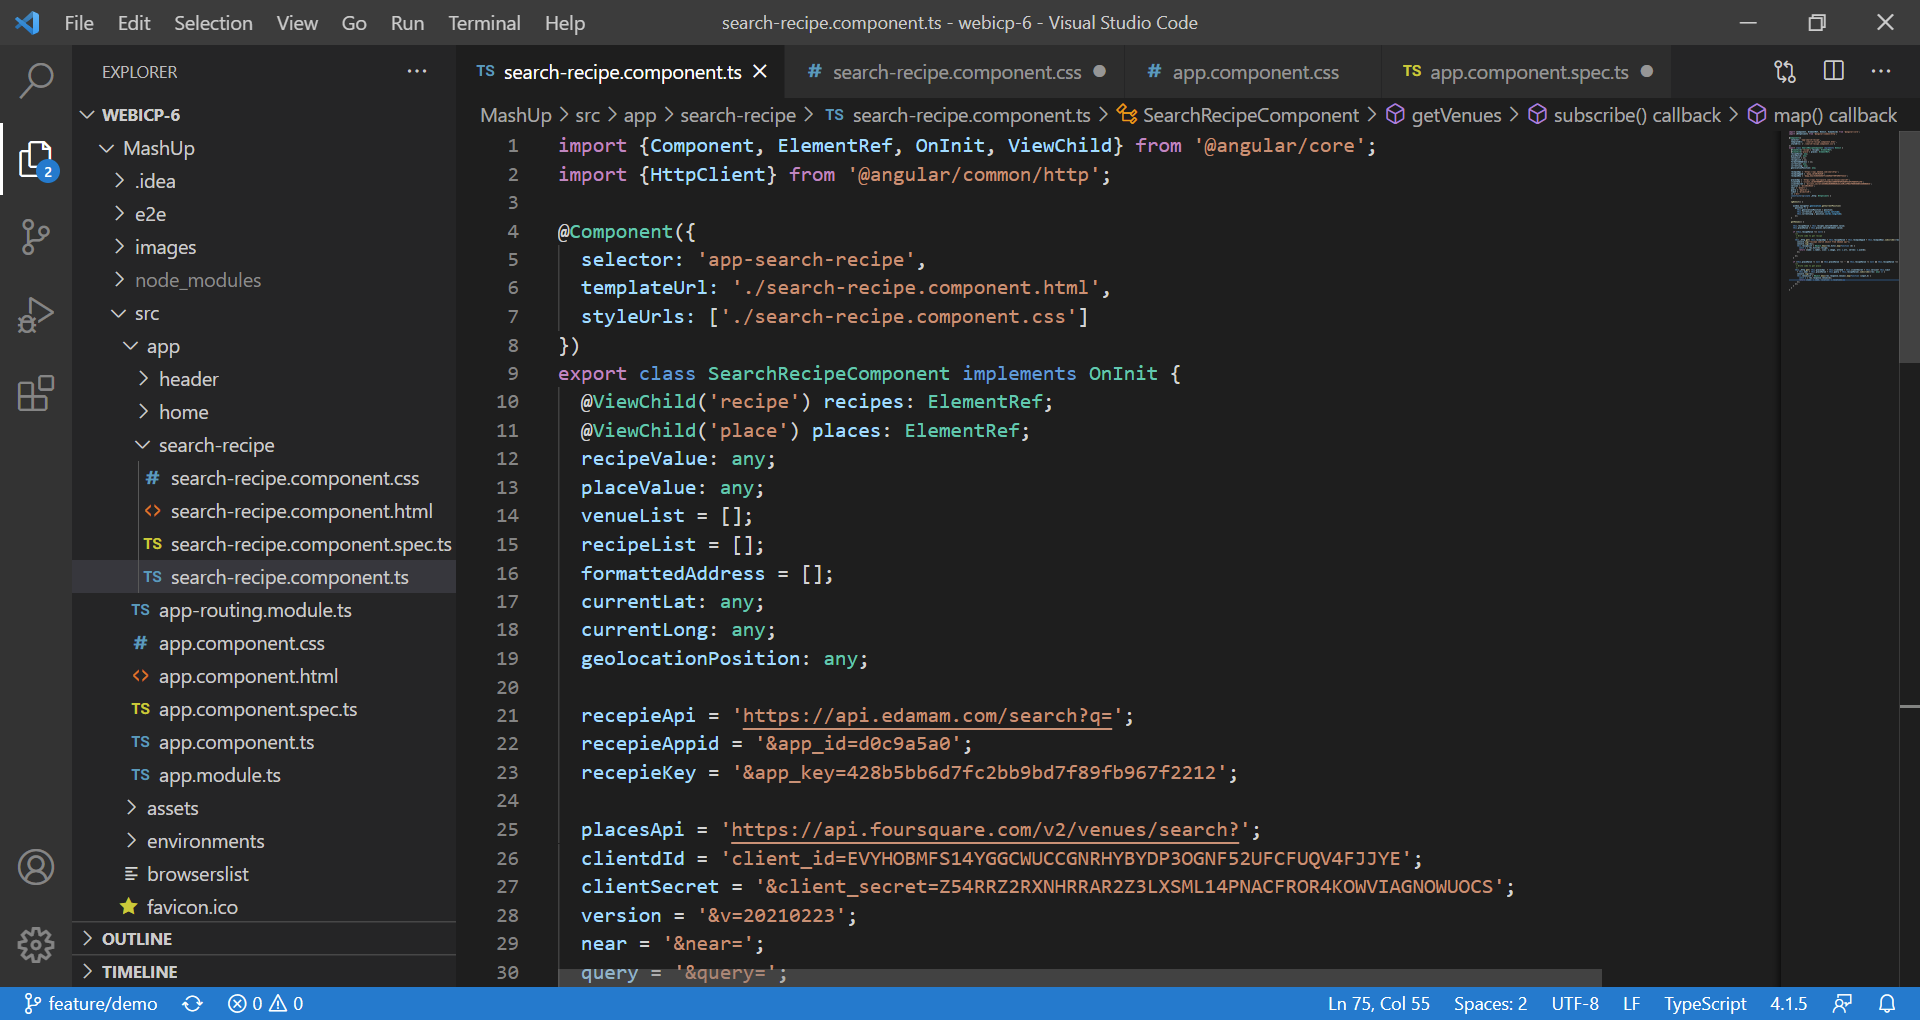 File Edit Selection View Go Run Terminal Help
search-recipe.component.ts - webicp-6 - Visual Studio Code
EXPLORER
WEBICP-6
MashUp
.idea
e2e
images
node_modules
src
app
header
home
search-recipe
# search-recipe.component.css
<> search-recipe.component.html
TS search-recipe.component.spec.ts
TS search-recipe.component.ts
TS app-routing.module.ts
# app.component.css
<> app.component.html
TS app.component.spec.ts
TS app.component.ts
TS app.module.ts
assets
environments
browserslist
favicon.ico
OUTLINE
TIMELINE
2
TS search-recipe.component.ts
# search-recipe.component.css
# app.component.css
TS app.component.spec.ts
MashUp > src > app > search-recipe > TS search-recipe.component.ts > SearchRecipeComponent > getVenues > subscribe() callback > map() callback
1 import {Component, ElementRef, OnInit, ViewChild} from '@angular/core';
2 import {HttpClient} from '@angular/common/http';
3
4 @Component({
5 selector: 'app-search-recipe',
6 templateUrl: './search-recipe.component.html',
7 styleUrls: ['./search-recipe.component.css']
8 })
9 export class SearchRecipeComponent implements OnInit {
10 @ViewChild('recipe') recipes: ElementRef;
11 @ViewChild('place') places: ElementRef;
12 recipeValue: any;
13 placeValue: any;
14 venueList = [];
15 recipeList = [];
16 formattedAddress = [];
17 currentLat: any;
18 currentLong: any;
19 geolocationPosition: any;
20
21 recepieApi = 'https://api.edamam.com/search?q=';
22 recepieAppid = '&app_id=d0c9a5a0';
23 recepieKey = '&app_key=428b5bb6d7fc2bb9bd7f89fb967f2212';
24
25 placesApi = 'https://api.foursquare.com/v2/venues/search?';
26 clientdId = 'client_id=EVYHOBMFS14YGGCWUCCGNRHYBYDP3OGNF52UFCFUQV4FJJYE';
27 clientSecret = '&client_secret=Z54RRZ2RXNHRRAR2Z3LXSML14PNACFROR4KOWVIAGNOWUOCS';
28 version = '&v=20210223';
29 near = '&near=';
30 query = '&query=';
feature/demo
0 0
Ln 75, Col 55
Spaces: 2
UTF-8
LF
TypeScript
4.1.5